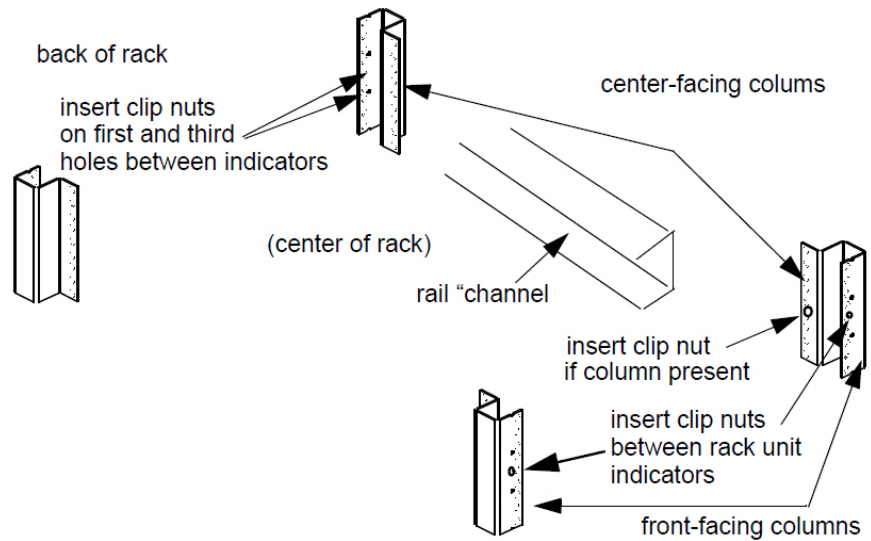 back of rack
insert clip nuts
on first and third
holes between indicators
center-facing colums
(center of rack)
rail “channel
insert clip nut
if column present
insert clip nuts
between rack unit
indicators
front-facing columns